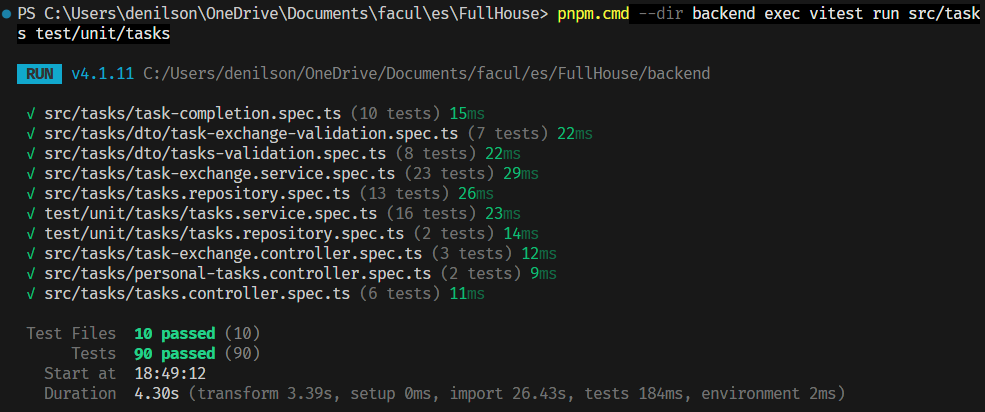 PS C:\Users\denilson\OneDrive\Documents\facul\es\FullHouse> pnpm.cmd --dir backend exec vitest run src/task
s test/unit/tasks
RUN v4.1.11 C:/Users/denilson/OneDrive/Documents/facul/es/FullHouse/backend
√ src/tasks/task-completion.spec.ts (10 tests) 15ms
√ src/tasks/dto/task-exchange-validation.spec.ts (7 tests) 22ms
√ src/tasks/dto/tasks-validation.spec.ts (8 tests) 22ms
√ src/tasks/task-exchange.service.spec.ts (23 tests) 29ms
√ src/tasks/tasks.repository.spec.ts (13 tests) 26ms
√ test/unit/tasks/tasks.service.spec.ts (16 tests) 23ms
√ test/unit/tasks/tasks.repository.spec.ts (2 tests) 14ms
√ src/tasks/task-exchange.controller.spec.ts (3 tests) 12ms
√ src/tasks/personal-tasks.controller.spec.ts (2 tests) 9ms
√ src/tasks/tasks.controller.spec.ts (6 tests) 11ms
Test Files 10 passed (10)
Tests 90 passed (90)
Start at 18:49:12
Duration 4.30s (transform 3.39s, setup 0ms, import 26.43s, tests 184ms, environment 2ms)